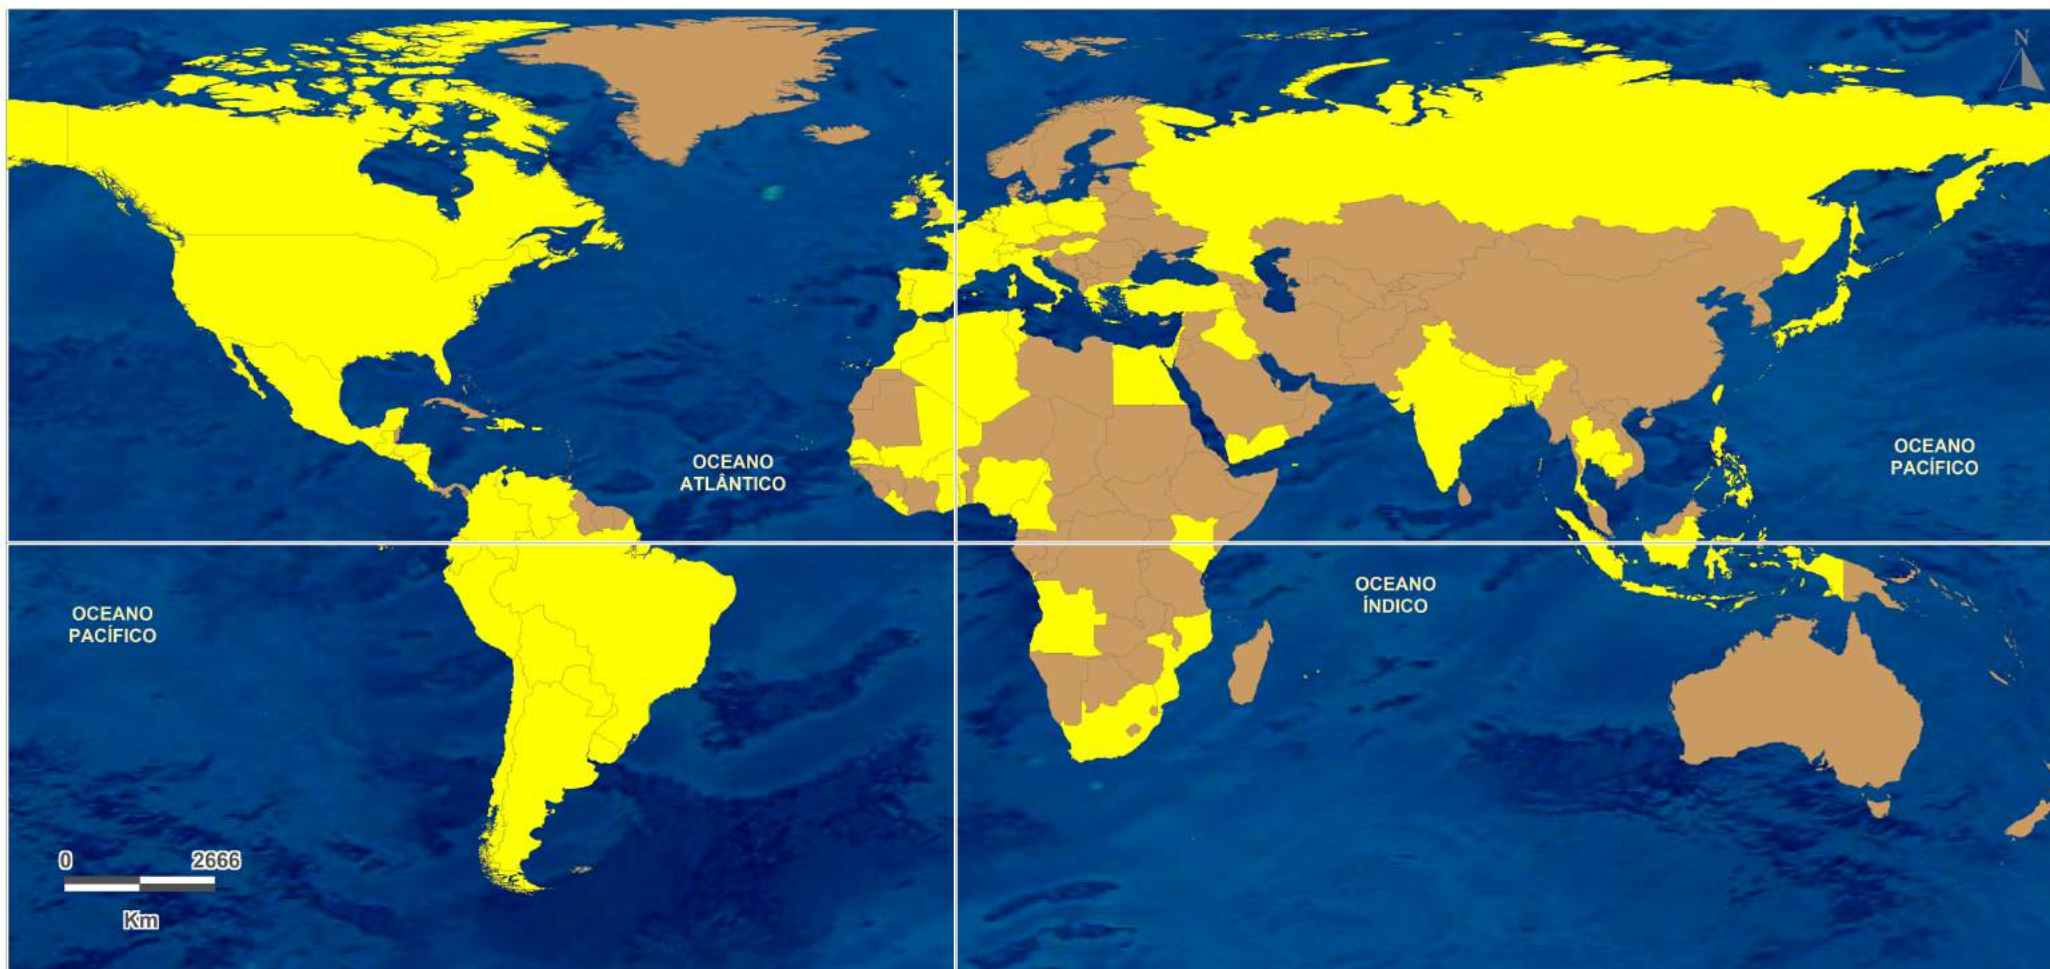 N
OCEANO
ATLÂNTICO
OCEANO
PACÍFICO
OCEANO
PACÍFICO
OCEANO
ÍNDICO
0 2666
Km